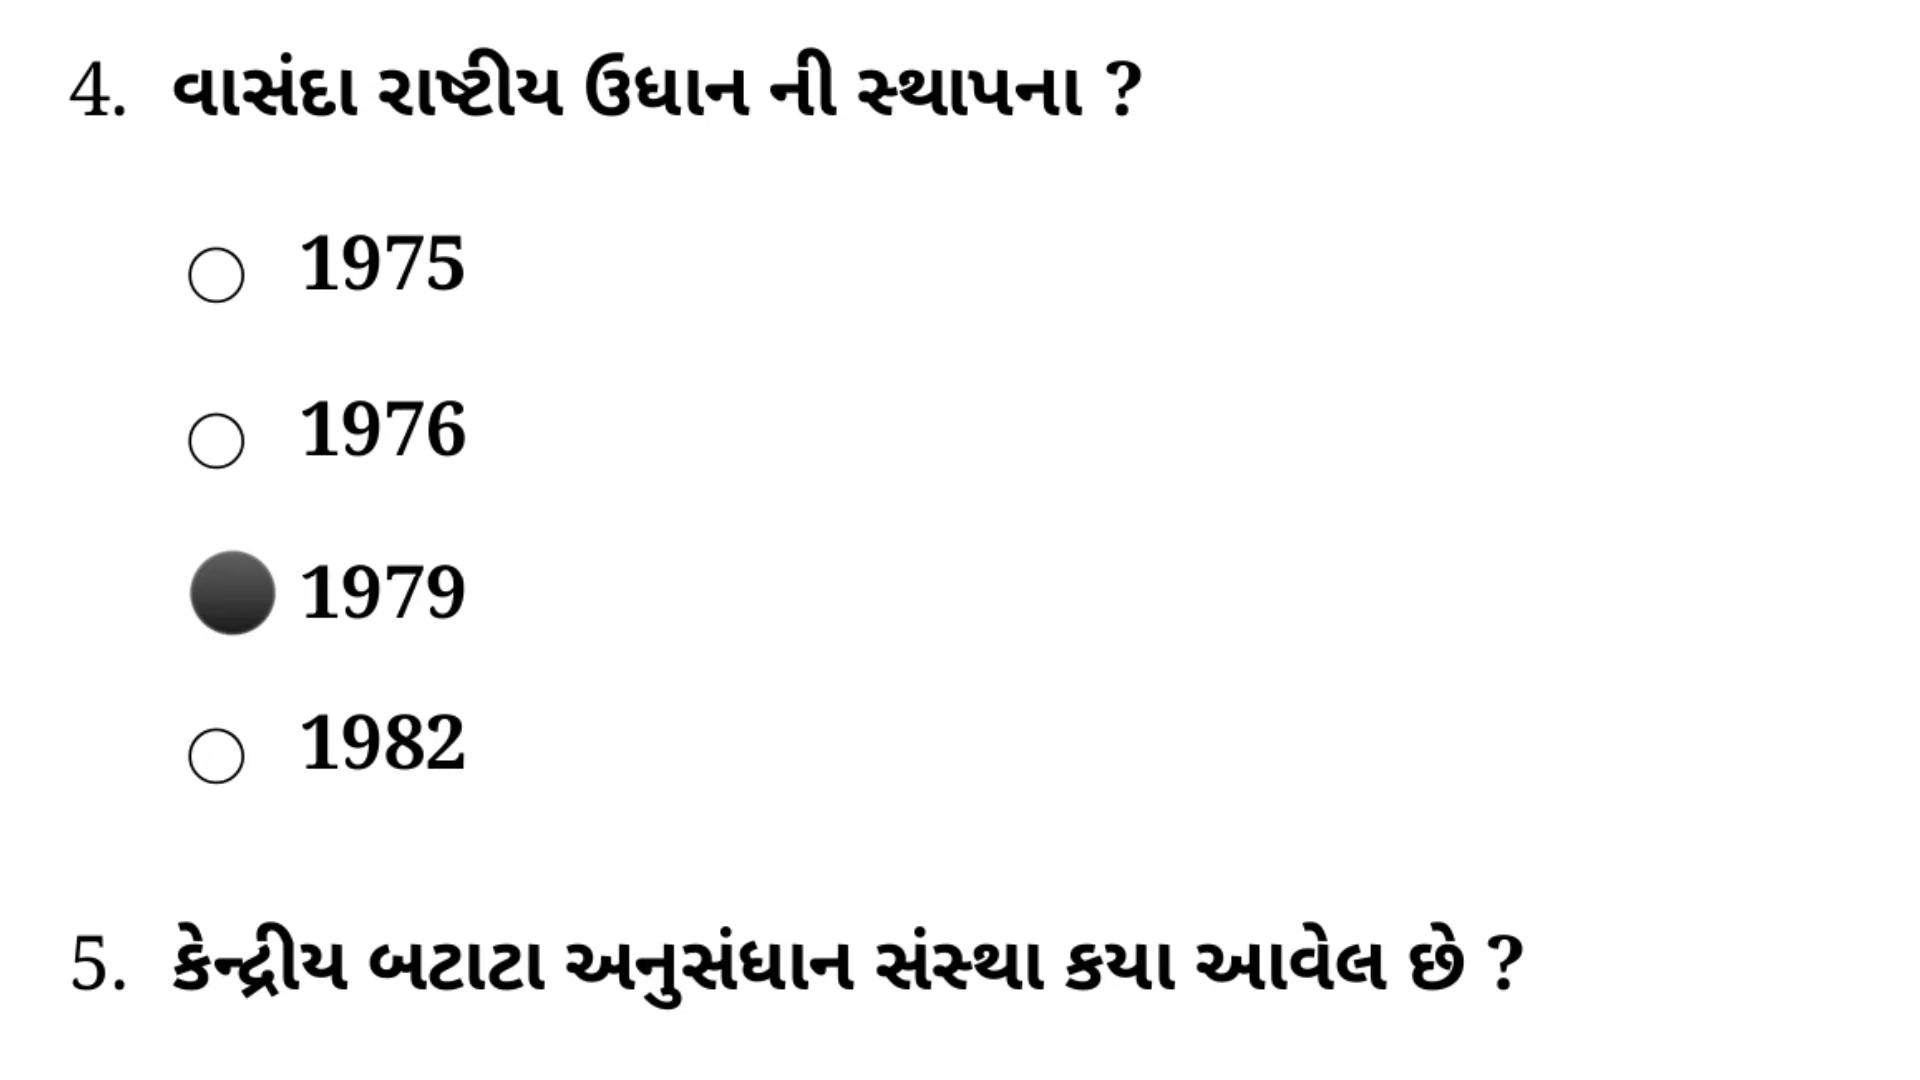 4. વાસંદા રાષ્ટીય ઉધાન ની સ્થાપના ?
1975
1976
1979
1982
5. કેન્દ્રીય બટાટા અનુસંધાન સંસ્થા કયા આવેલ છે ?